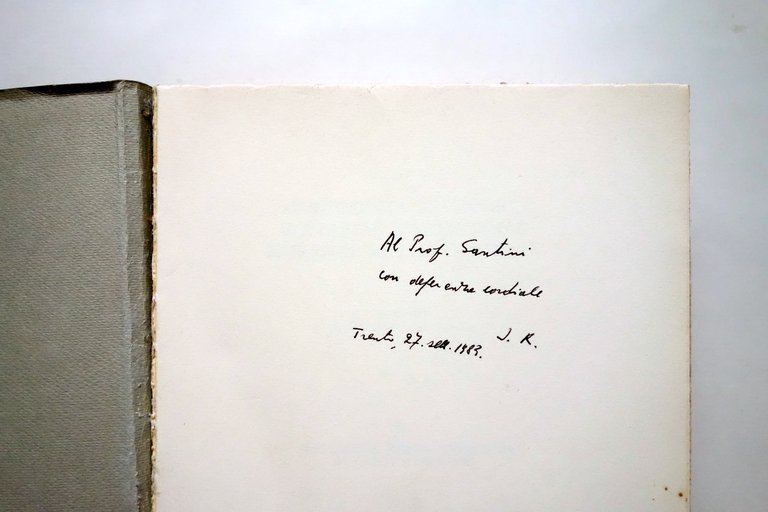 Al Prof. Santini
con deferenza cordiale
J. K.
Trento, 27. sett. 1983.